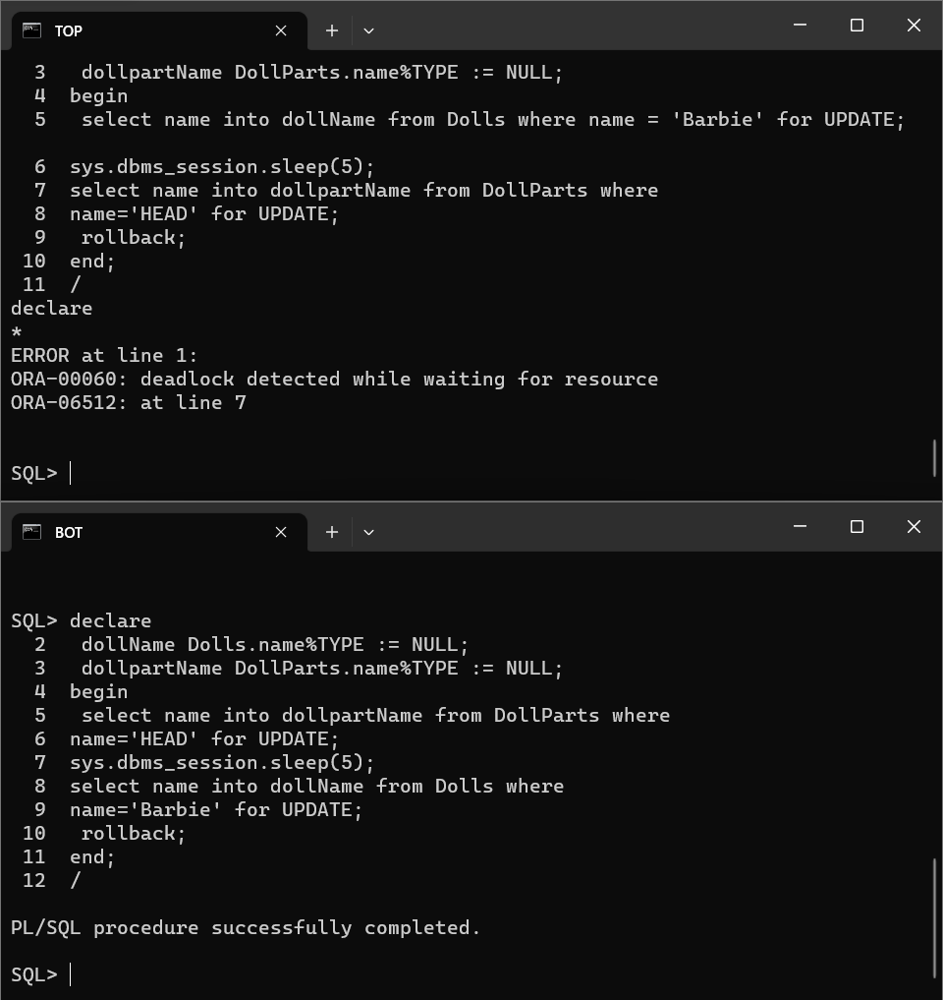 TOP
3 dollpartName DollParts.name%TYPE := NULL;
4 begin
5 select name into dollName from Dolls where name = 'Barbie' for UPDATE;
6 sys.dbms_session.sleep(5);
7 select name into dollpartName from DollParts where
8 name='HEAD' for UPDATE;
9 rollback;
10 end;
11 /
declare
*
ERROR at line 1:
ORA-00060: deadlock detected while waiting for resource
ORA-06512: at line 7
SQL>
BOT
SQL> declare
2 dollName Dolls.name%TYPE := NULL;
3 dollpartName DollParts.name%TYPE := NULL;
4 begin
5 select name into dollpartName from DollParts where
6 name='HEAD' for UPDATE;
7 sys.dbms_session.sleep(5);
8 select name into dollName from Dolls where
9 name='Barbie' for UPDATE;
10 rollback;
11 end;
12 /
PL/SQL procedure successfully completed.
SQL>